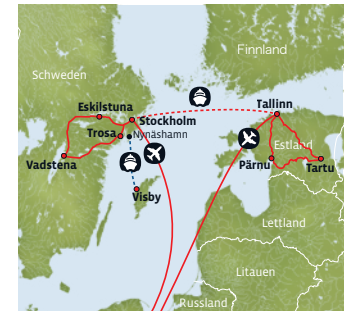 Finnland
Schweden
Eskilstuna
Tallinn
Stockholm
Trosa
Nynäshamn
Estland
Vadstena
Pärnu
Tartu
Visby
Lettland
Litauen
Russland